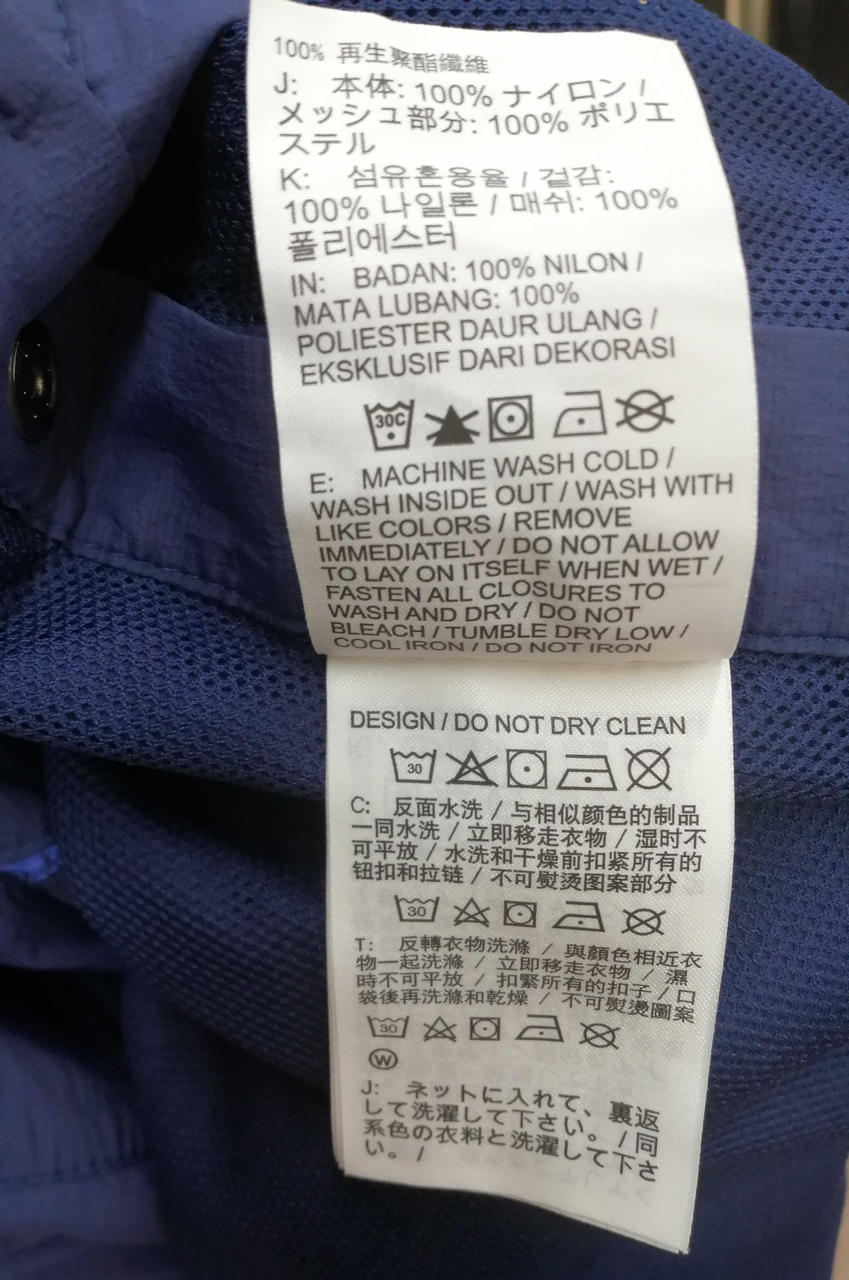 100% 再生聚酯纖維
J: 本体: 100% ナイロン /
メッシュ部分: 100% ポリエ
ステル
K: 섬유혼용율 / 겉감:
100% 나일론 / 매쉬: 100%
폴리에스터
IN: BADAN: 100% NILON /
MATA LUBANG: 100%
POLIESTER DAUR ULANG /
EKSKLUSIF DARI DEKORASI
30C
E: MACHINE WASH COLD /
WASH INSIDE OUT / WASH WITH
LIKE COLORS / REMOVE
IMMEDIATELY / DO NOT ALLOW
TO LAY ON ITSELF WHEN WET /
FASTEN ALL CLOSURES TO
WASH AND DRY / DO NOT
BLEACH / TUMBLE DRY LOW /
COOL IRON / DO NOT IRON
DESIGN / DO NOT DRY CLEAN
30
C: 反面水洗 / 与相似颜色的制品
一同水洗 / 立即移走衣物 / 湿时不
可平放 / 水洗和干燥前扣紧所有的
钮扣和拉链 / 不可熨烫图案部分
30
T: 反轉衣物洗滌 / 與顏色相近衣
物一起洗滌 / 立即移走衣物 / 濕
時不可平放 / 扣緊所有的扣子 / 口
袋後再洗滌和乾燥 / 不可熨燙圖案
30
W
J: ネットに入れて、裏返
して洗濯して下さい。 / 同
系色の衣料と洗濯して下さ
い。 /